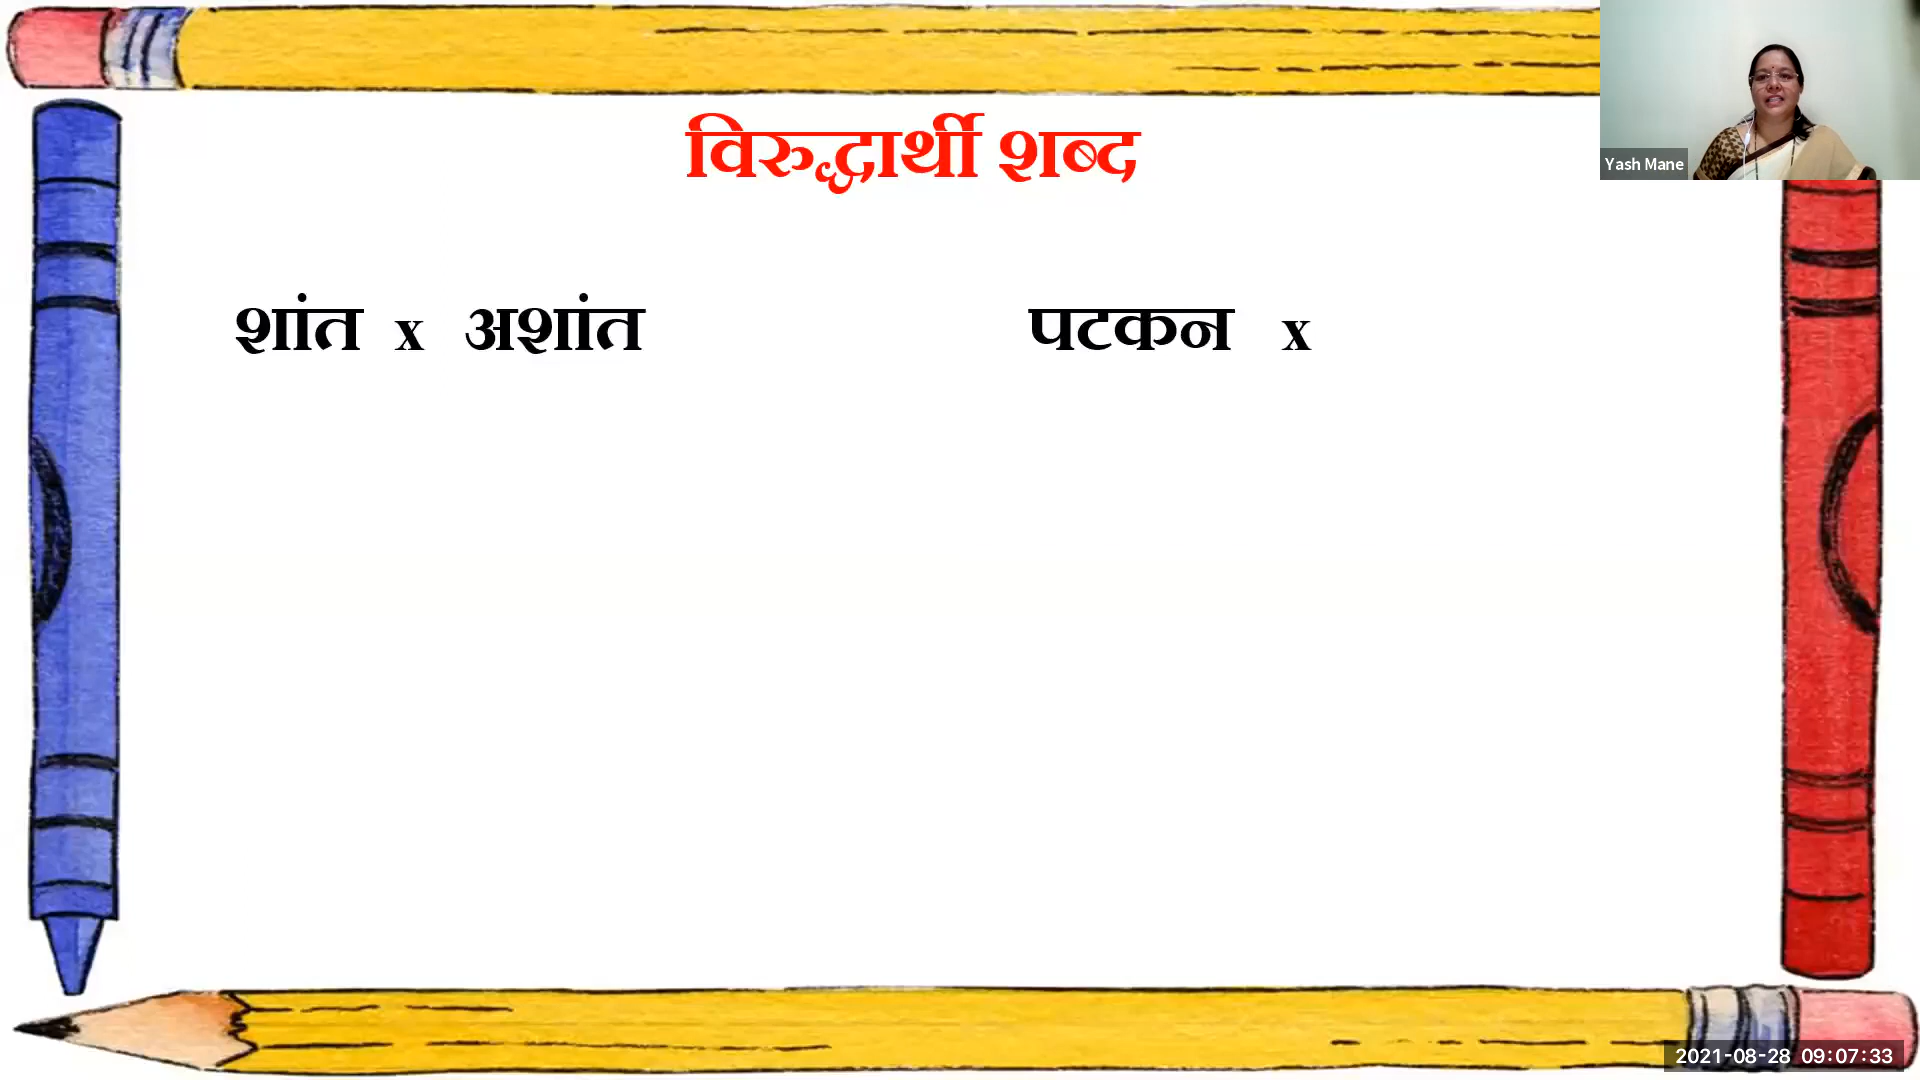 विरुद्धार्थी शब्द
Yash Mane
शांत x अशांत
पटकन x
2021-08-28 09:07:33